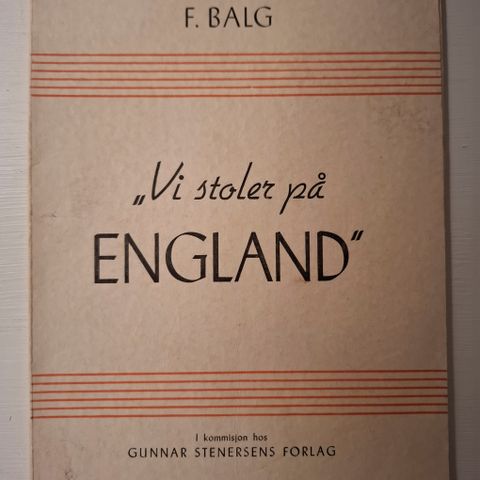 F. BALG
„Vi stoler på
ENGLAND"
I kommisjon hos
GUNNAR STENERSENS FORLAG